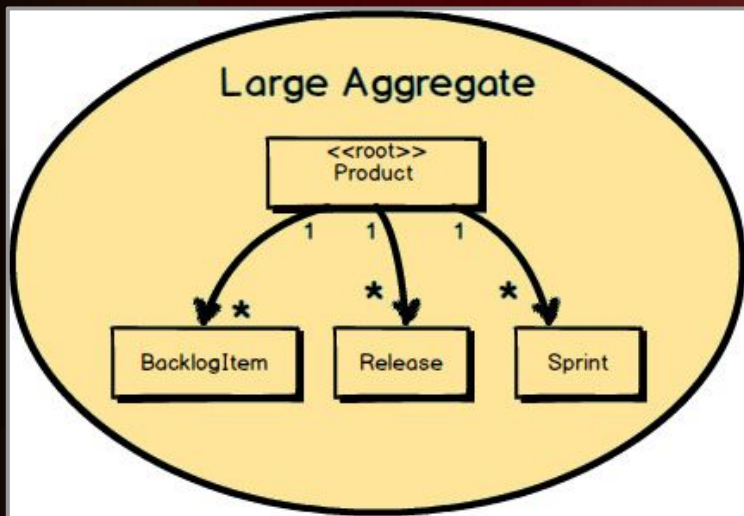 Large Aggregate
<<root>>
Product
1 1 1
* * *
BacklogItem Release Sprint